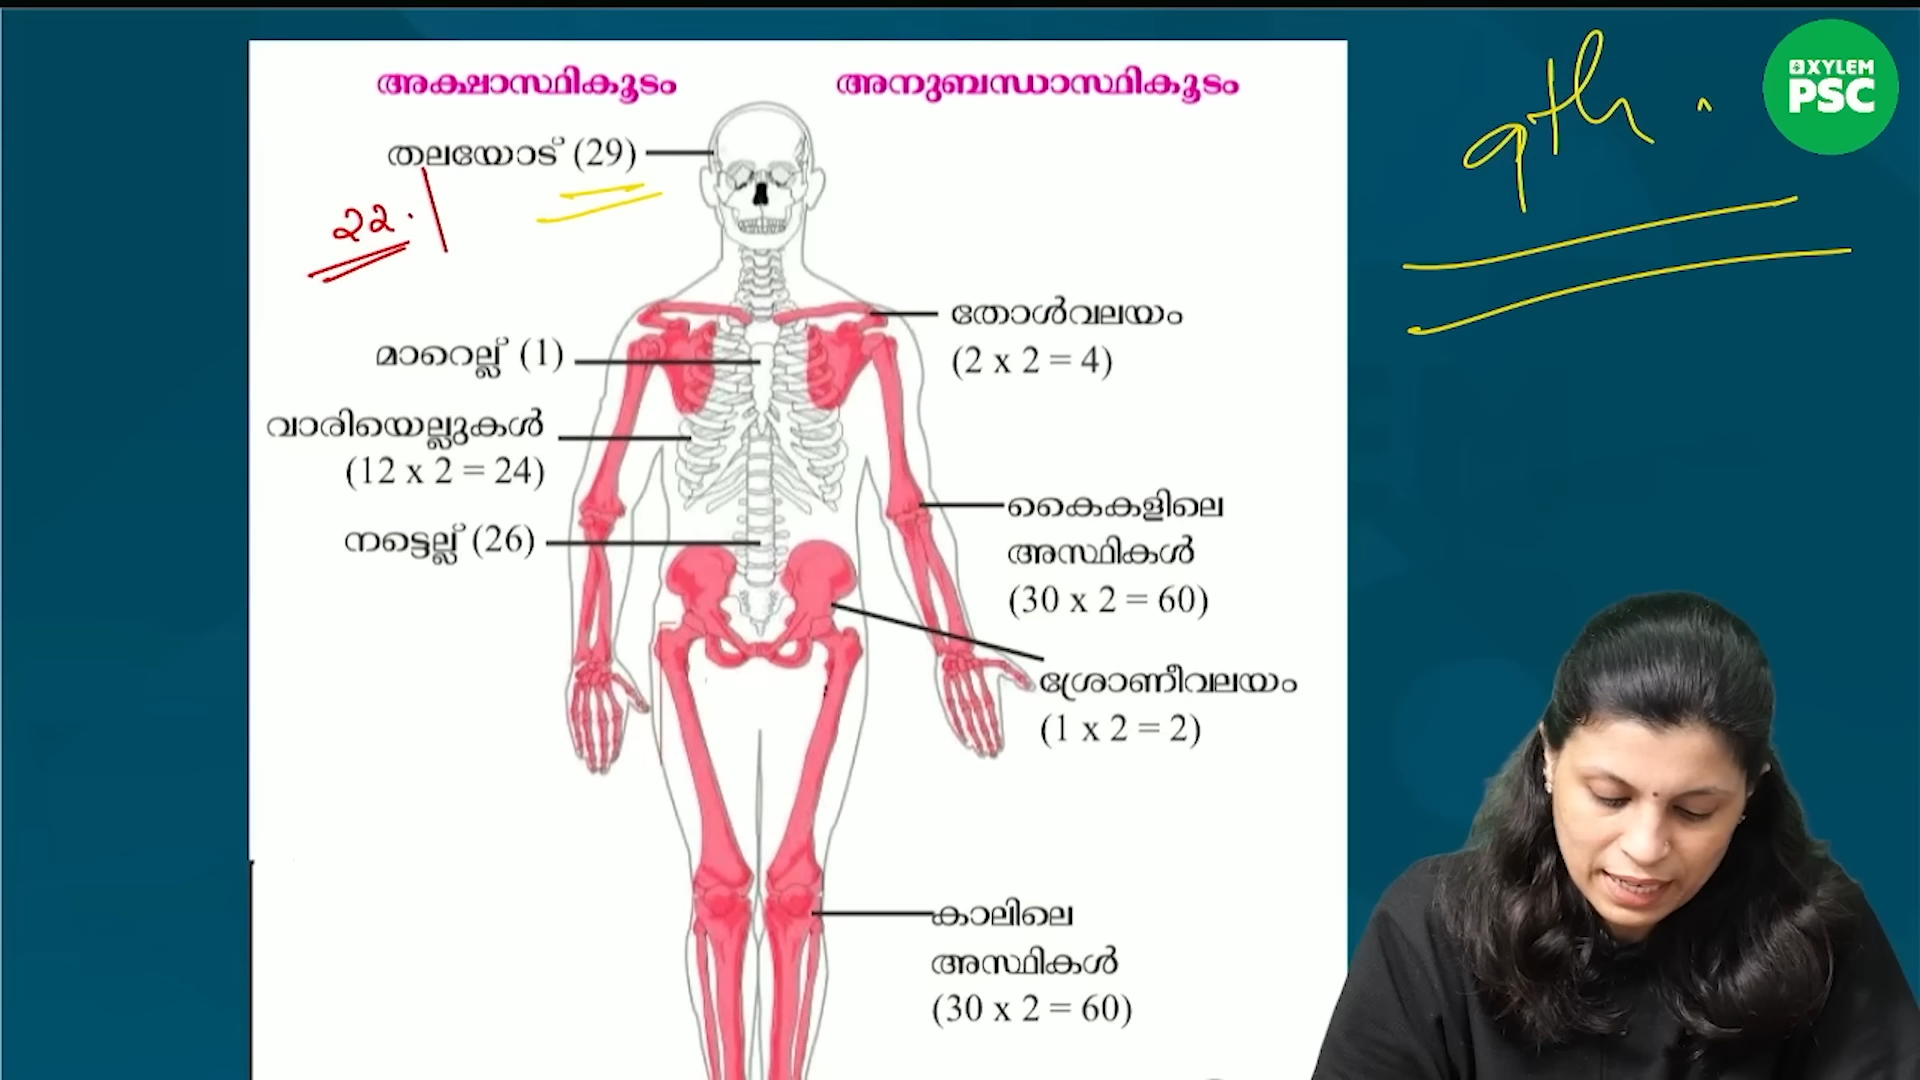 അക്ഷാസ്ഥികൂടം
അനുബന്ധാസ്ഥികൂടം
തലയോട് (29)
22.
മാറെല്ല് (1)
വാരിയെല്ലുകൾ
(12 x 2 = 24)
നട്ടെല്ല് (26)
തോൾവലയം
(2 x 2 = 4)
കൈകളിലെ
അസ്ഥികൾ
(30 x 2 = 60)
ശ്രോണീവലയം
(1 x 2 = 2)
കാലിലെ
അസ്ഥികൾ
(30 x 2 = 60)
9th
XYLEM
PSC